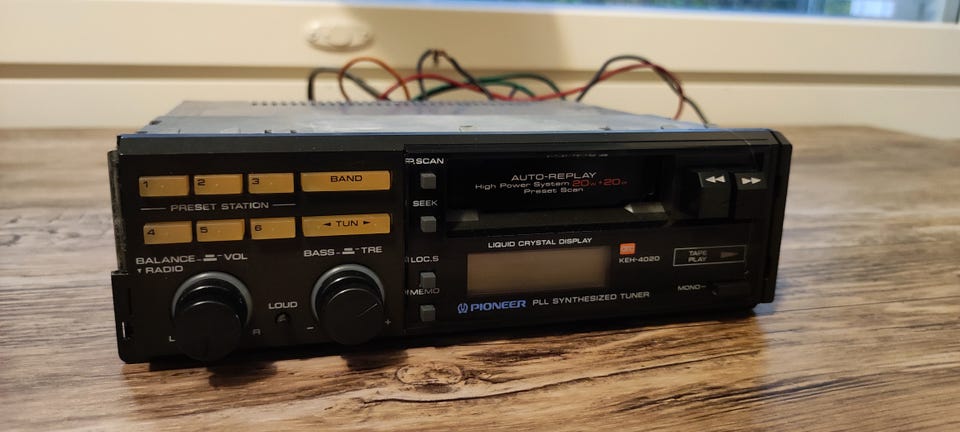 1 2 3 BAND
PRESET STATION
4 5 6 ◄ TUN ►
BALANCE VOL
RADIO
BASS TRE
LOUD
L R
- +
P.SCAN
SEEK
LOC.S
MEMO
AUTO-REPLAY
High Power System 20W+20W
Preset Scan
◄◄ ►►
LIQUID CRYSTAL DISPLAY
KEH-4020
TAPE
PLAY
MONO
PIONEER PLL SYNTHESIZED TUNER